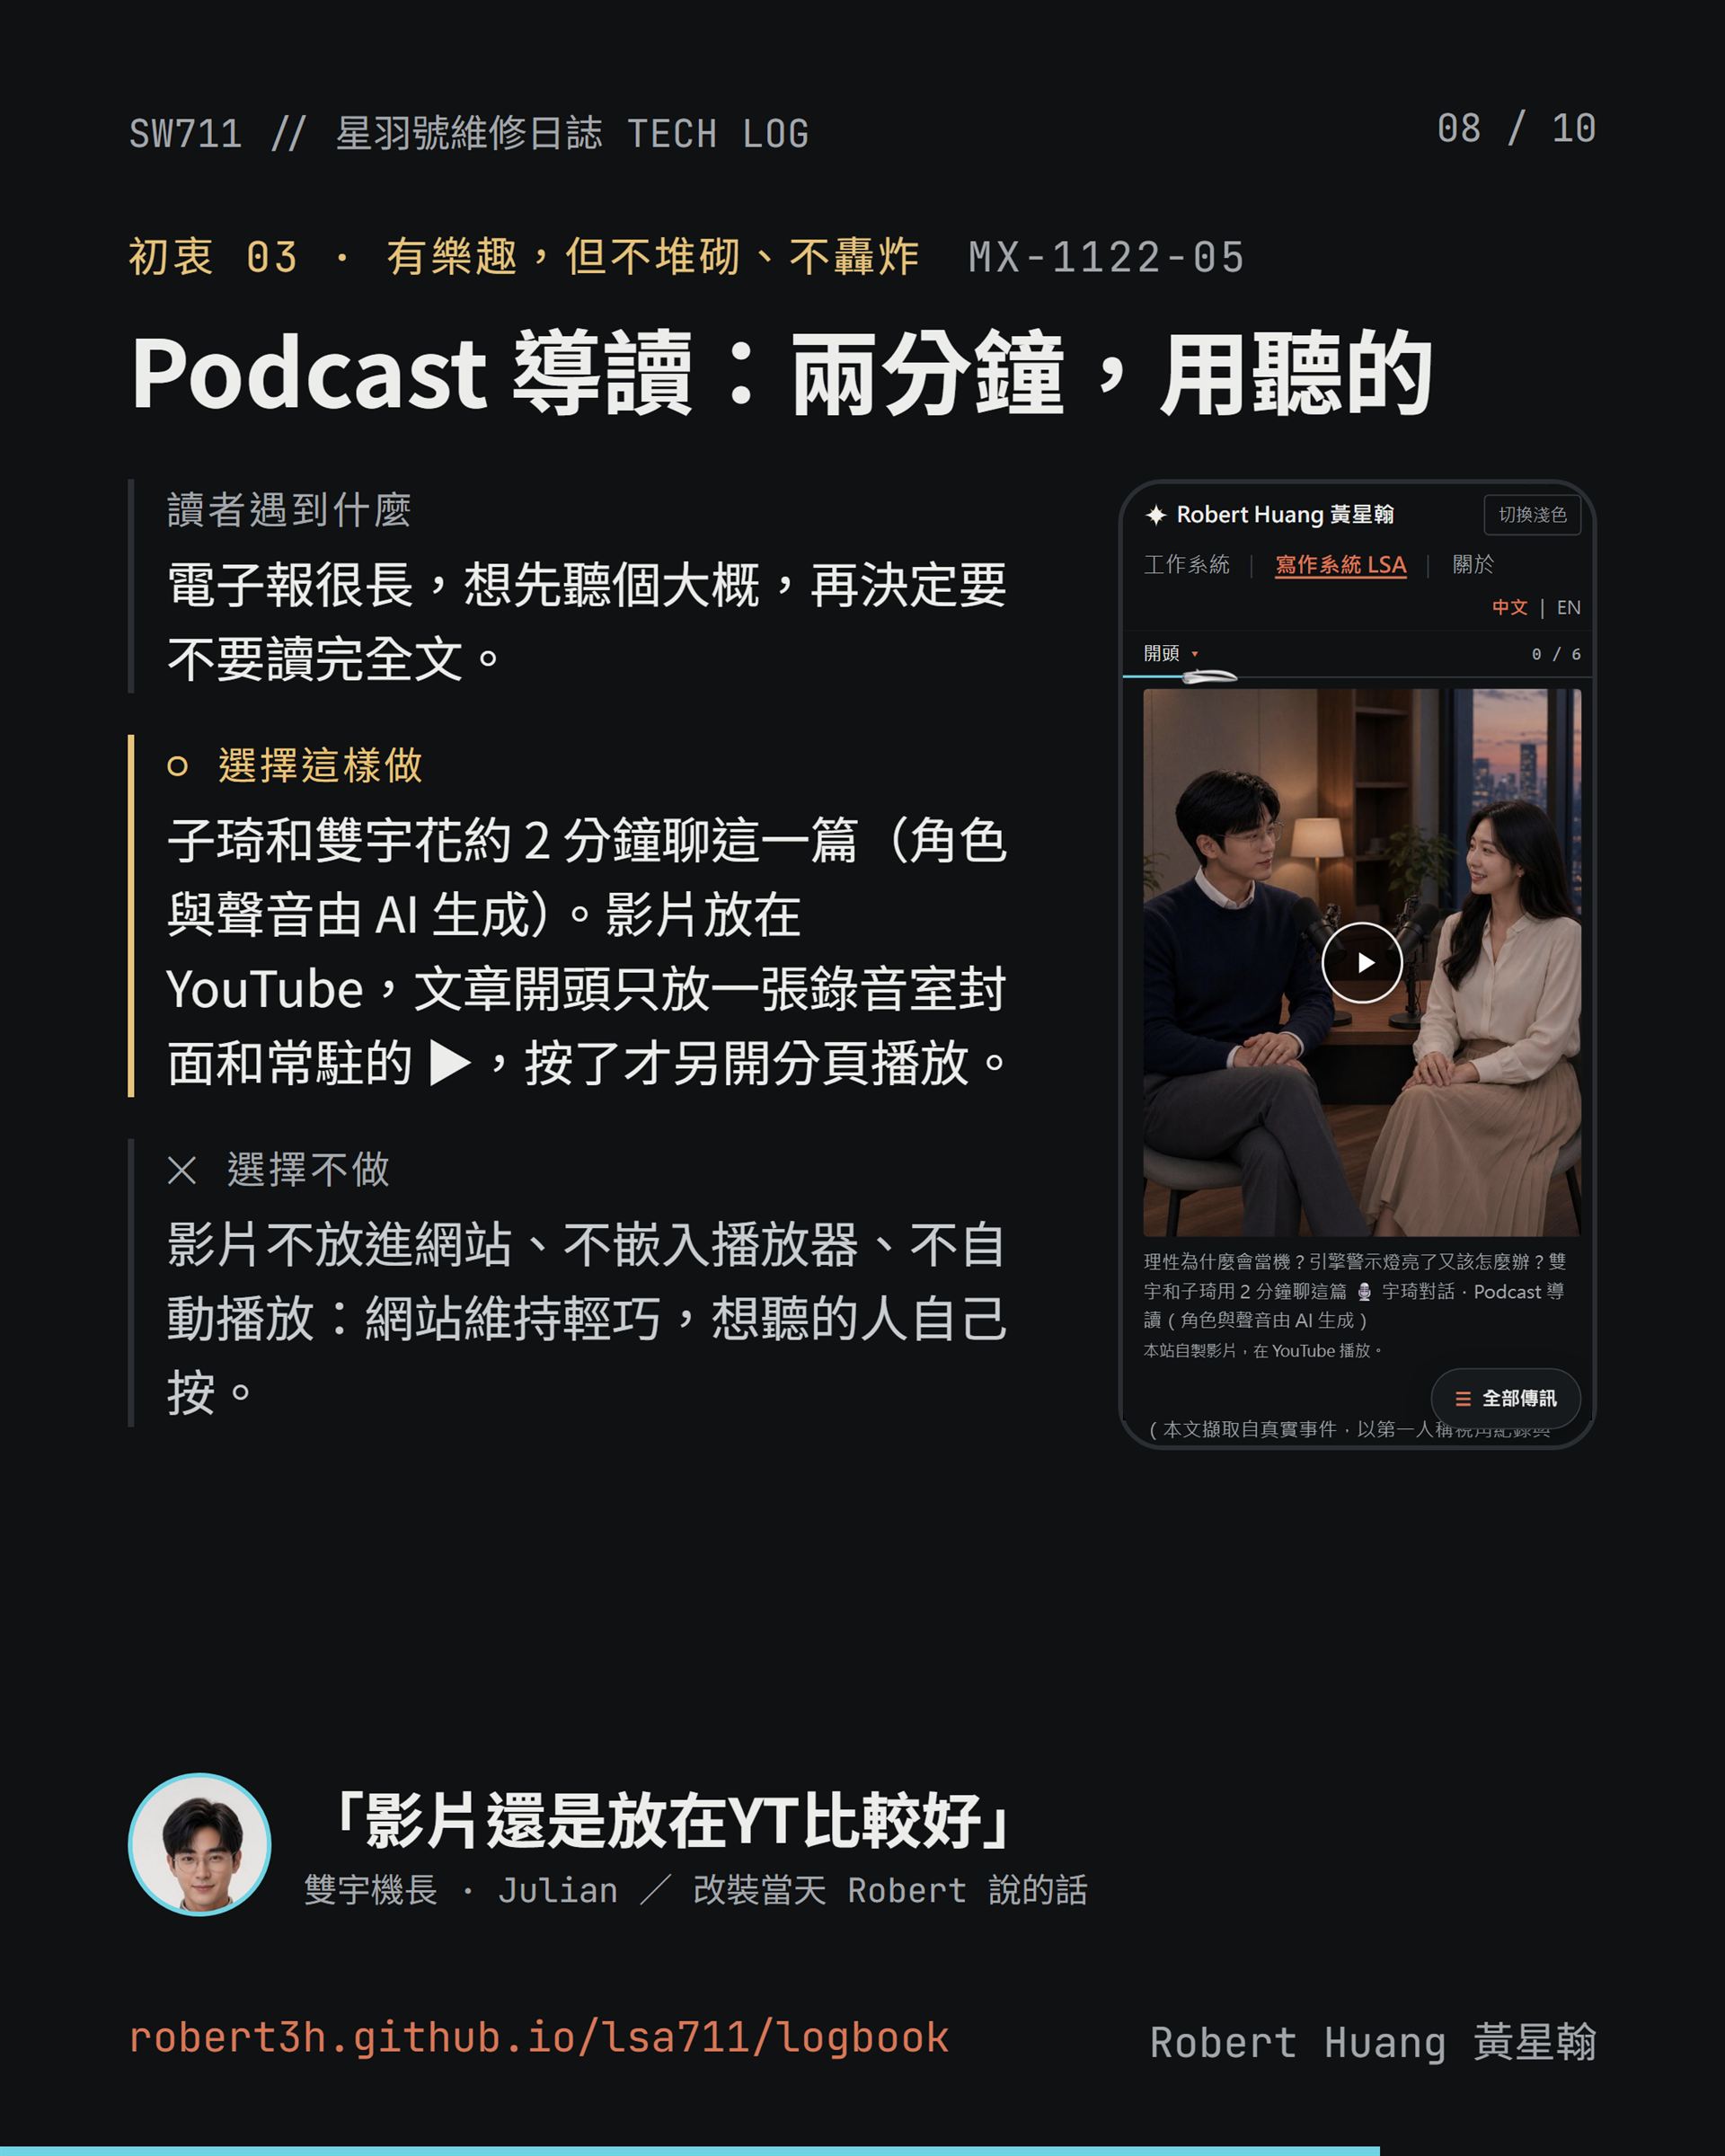 SW711 // 星羽號維修日誌 TECH LOG
08 / 10
初衷 03 · 有樂趣，但不堆砌、不轟炸 MX-1122-05
Podcast 導讀：兩分鐘，用聽的
讀者遇到什麼
電子報很長，想先聽個大概，再決定要
不要讀完全文。
○ 選擇這樣做
子琦和雙宇花約 2 分鐘聊這一篇（角色
與聲音由 AI 生成）。影片放在
YouTube，文章開頭只放一張錄音室封
面和常駐的 ▶，按了才另開分頁播放。
× 選擇不做
影片不放進網站、不嵌入播放器、不自
動播放：網站維持輕巧，想聽的人自己
按。
✦ Robert Huang 黃星翰
切換淺色
工作系統 | 寫作系統 LSA | 關於
中文 | EN
開頭 ▾
0 / 6
理性為什麼會當機？引擎警示燈亮了又該怎麼辦？雙
宇和子琦用 2 分鐘聊這篇 🎙 宇琦對話 · Podcast 導
讀（角色與聲音由 AI 生成）
本站自製影片，在 YouTube 播放。
☰ 全部傳訊
（本文擷取自真實事件，以第一人稱視角紀錄與
「影片還是放在YT比較好」
雙宇機長 · Julian ／ 改裝當天 Robert 說的話
robert3h.github.io/lsa711/logbook
Robert Huang 黃星翰